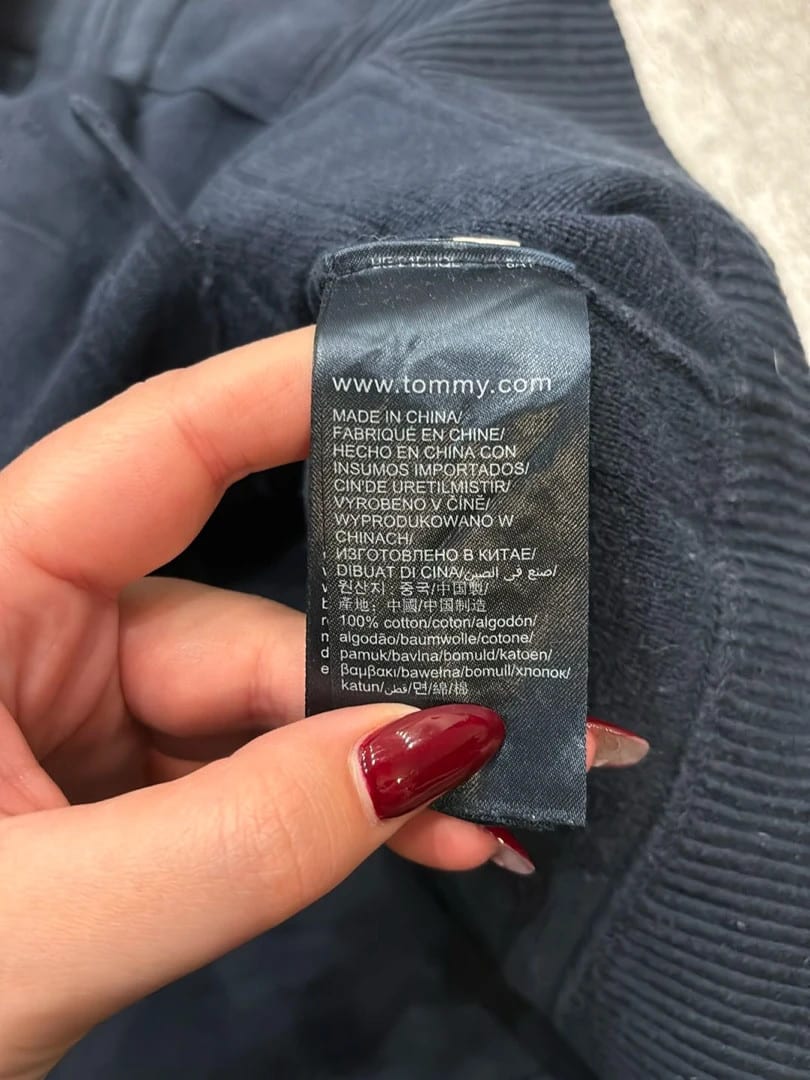 www.tommy.com
MADE IN CHINA/
FABRIQUÉ EN CHINE/
HECHO EN CHINA CON
INSUMOS IMPORTADOS/
CIN'DE URETILMISTIR/
VYROBENO V ČÍNĚ/
WYPRODUKOWANO W
CHINACH/
ИЗГОТОВЛЕНО В КИТАЕ/
DIBUAT DI CINA/صنع في الصين/
원산지 : 중국/中国製/
產地：中國/中国制造
100% cotton/coton/algodón/
algodão/baumwolle/cotone/
pamuk/bavlna/bomuld/katoen/
βαμβακι/bawełna/bomull/хлопок/
katun/قطن/면/綿/棉